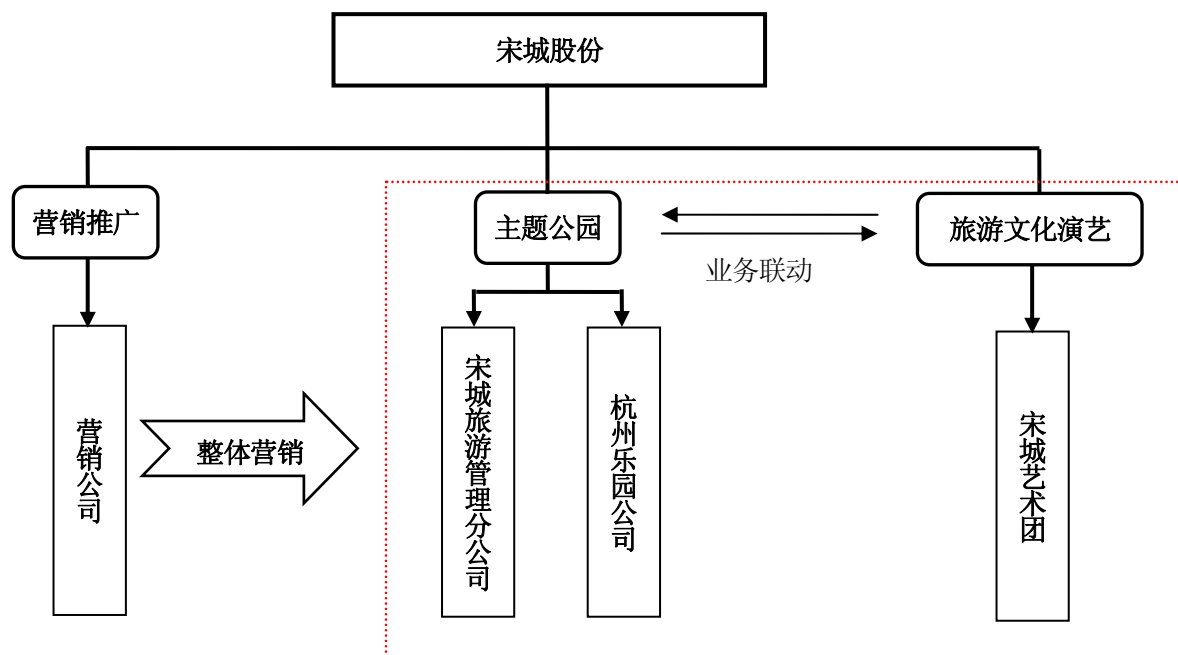 宋城股份
营销推广
主题公园
旅游文化演艺
业务联动
营销公司
整体营销
宋城旅游管理分公司
杭州乐园公司
宋城艺术团